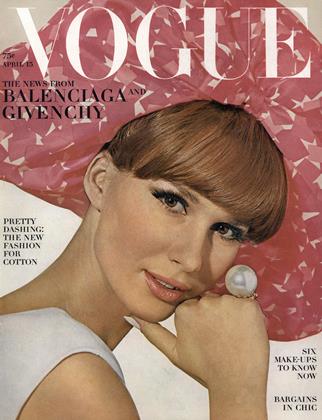 VOGUE
75¢
APRIL 15
THE NEWS FROM
BALENCIAGA AND
GIVENCHY
PRETTY
DASHING:
THE NEW
FASHION
FOR
COTTON
SIX
MAKE-UPS
TO KNOW
NOW
BARGAINS
IN CHIC